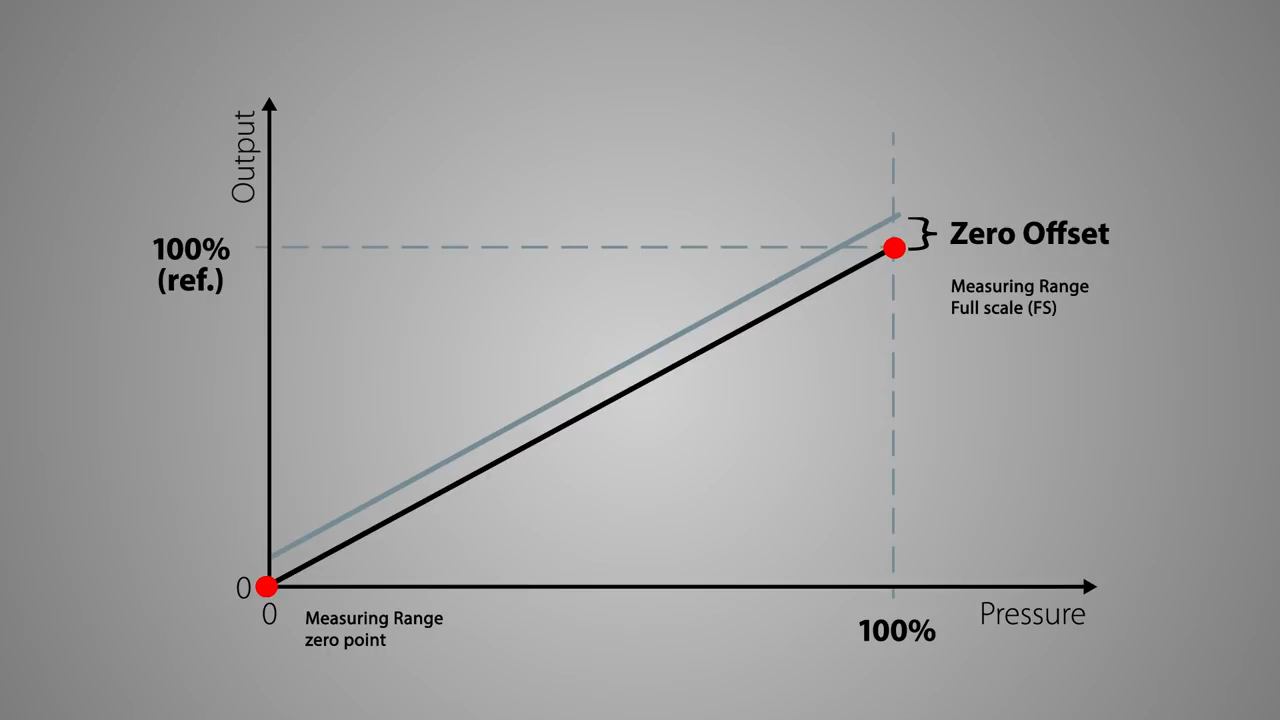 Output
100%
(ref.)
Zero Offset
Measuring Range
Full scale (FS)
0
0
Measuring Range
zero point
100%
Pressure